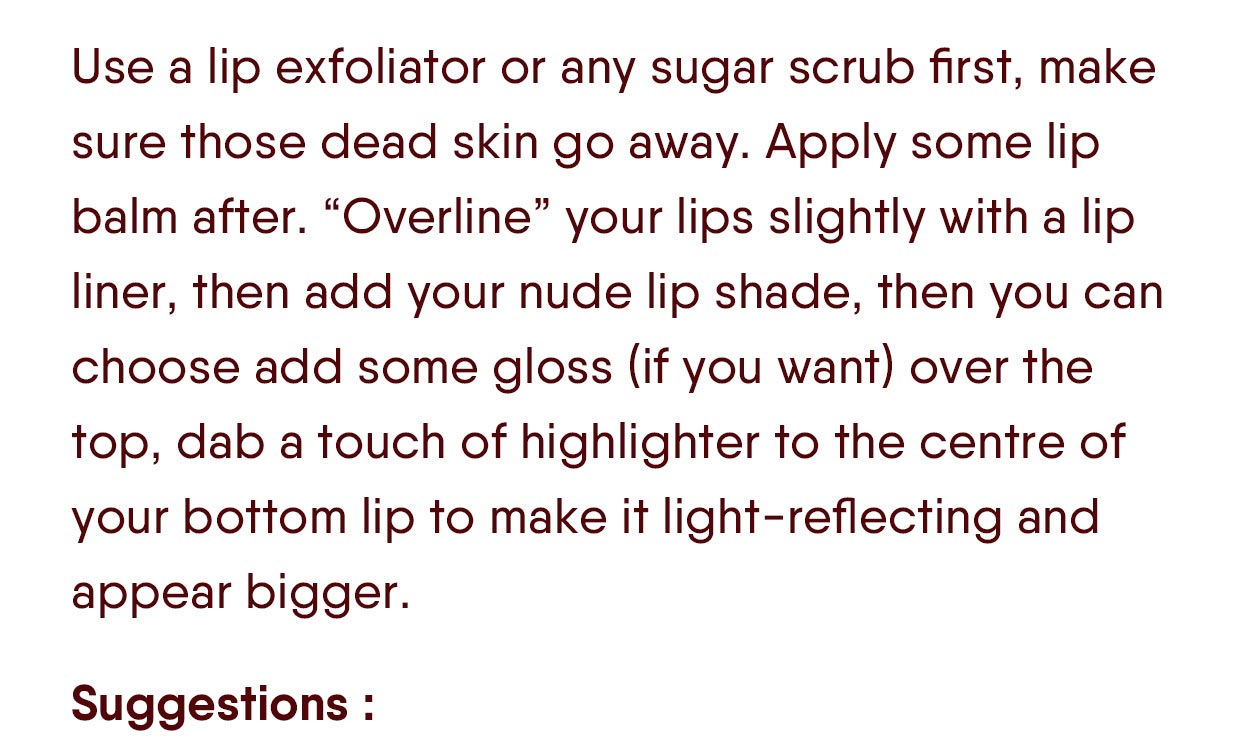 Use a lip exfoliator or any sugar scrub first, make
sure those dead skin go away. Apply some lip
balm after. “Overline” your lips slightly with a lip
liner, then add your nude lip shade, then you can
choose add some gloss (if you want) over the
top, dab a touch of highlighter to the centre of
your bottom lip to make it light-reflecting and
appear bigger.
Suggestions :